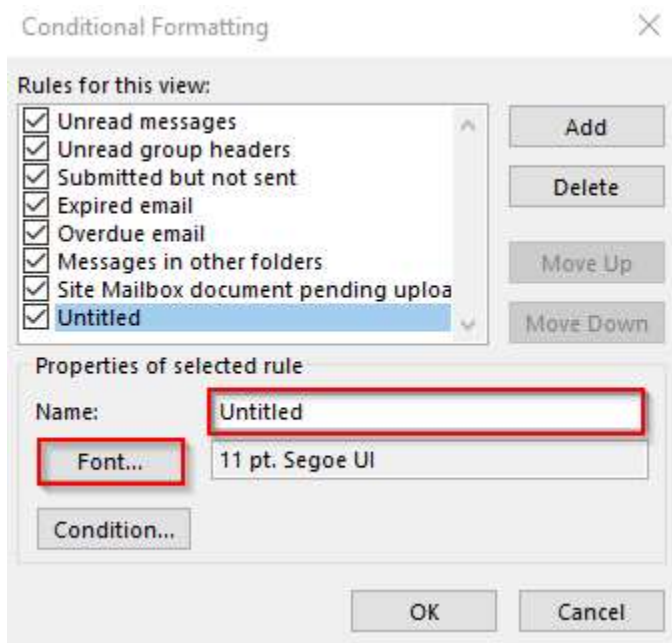 Conditional Formatting
Rules for this view:
Unread messages
Unread group headers
Submitted but not sent
Expired email
Overdue email
Messages in other folders
Site Mailbox document pending uploa
Untitled
Add
Delete
Move Up
Move Down
Properties of selected rule
Name:
Untitled
Font...
11 pt. Segoe UI
Condition...
OK
Cancel